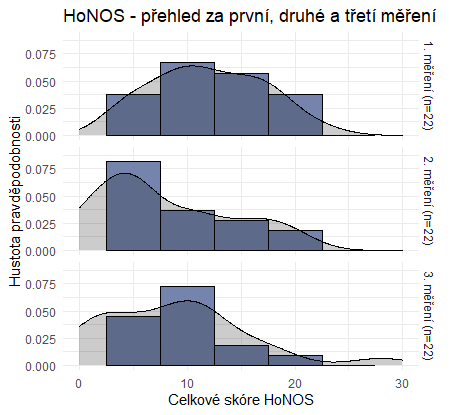 HoNOS - přehled za první, druhé a třetí měření
Hustota pravděpodobnosti
0.075
0.050
0.025
0.000
1. měření (n=22)
0.075
0.050
0.025
0.000
2. měření (n=22)
0.075
0.050
0.025
0.000
3. měření (n=22)
0 10 20 30
Celkové skóre HoNOS